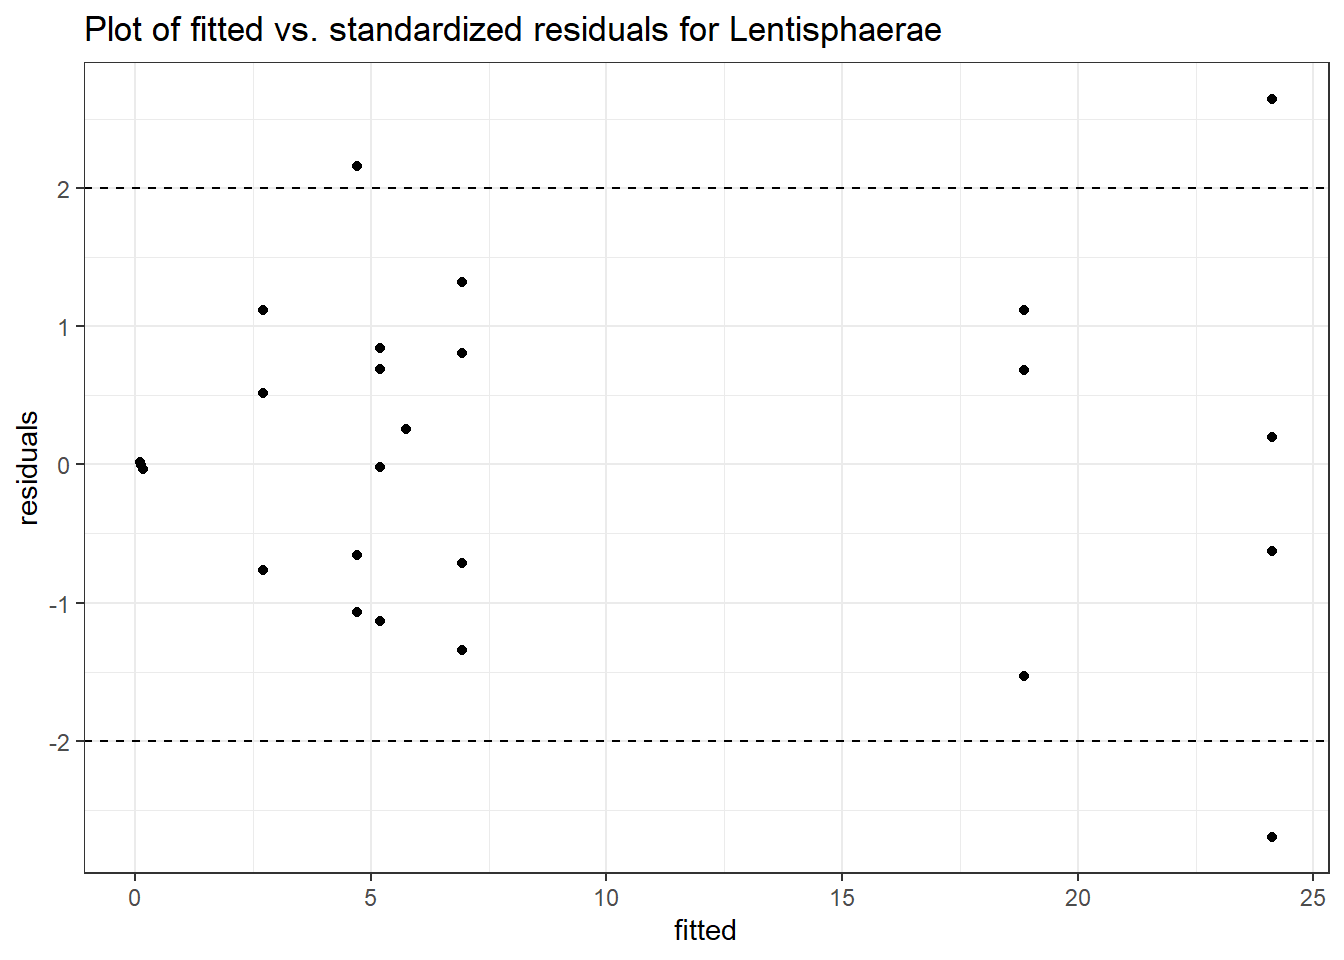 Plot of fitted vs. standardized residuals for Lentisphaerae
2
1
0
-1
-2
residuals
0 5 10 15 20 25
fitted